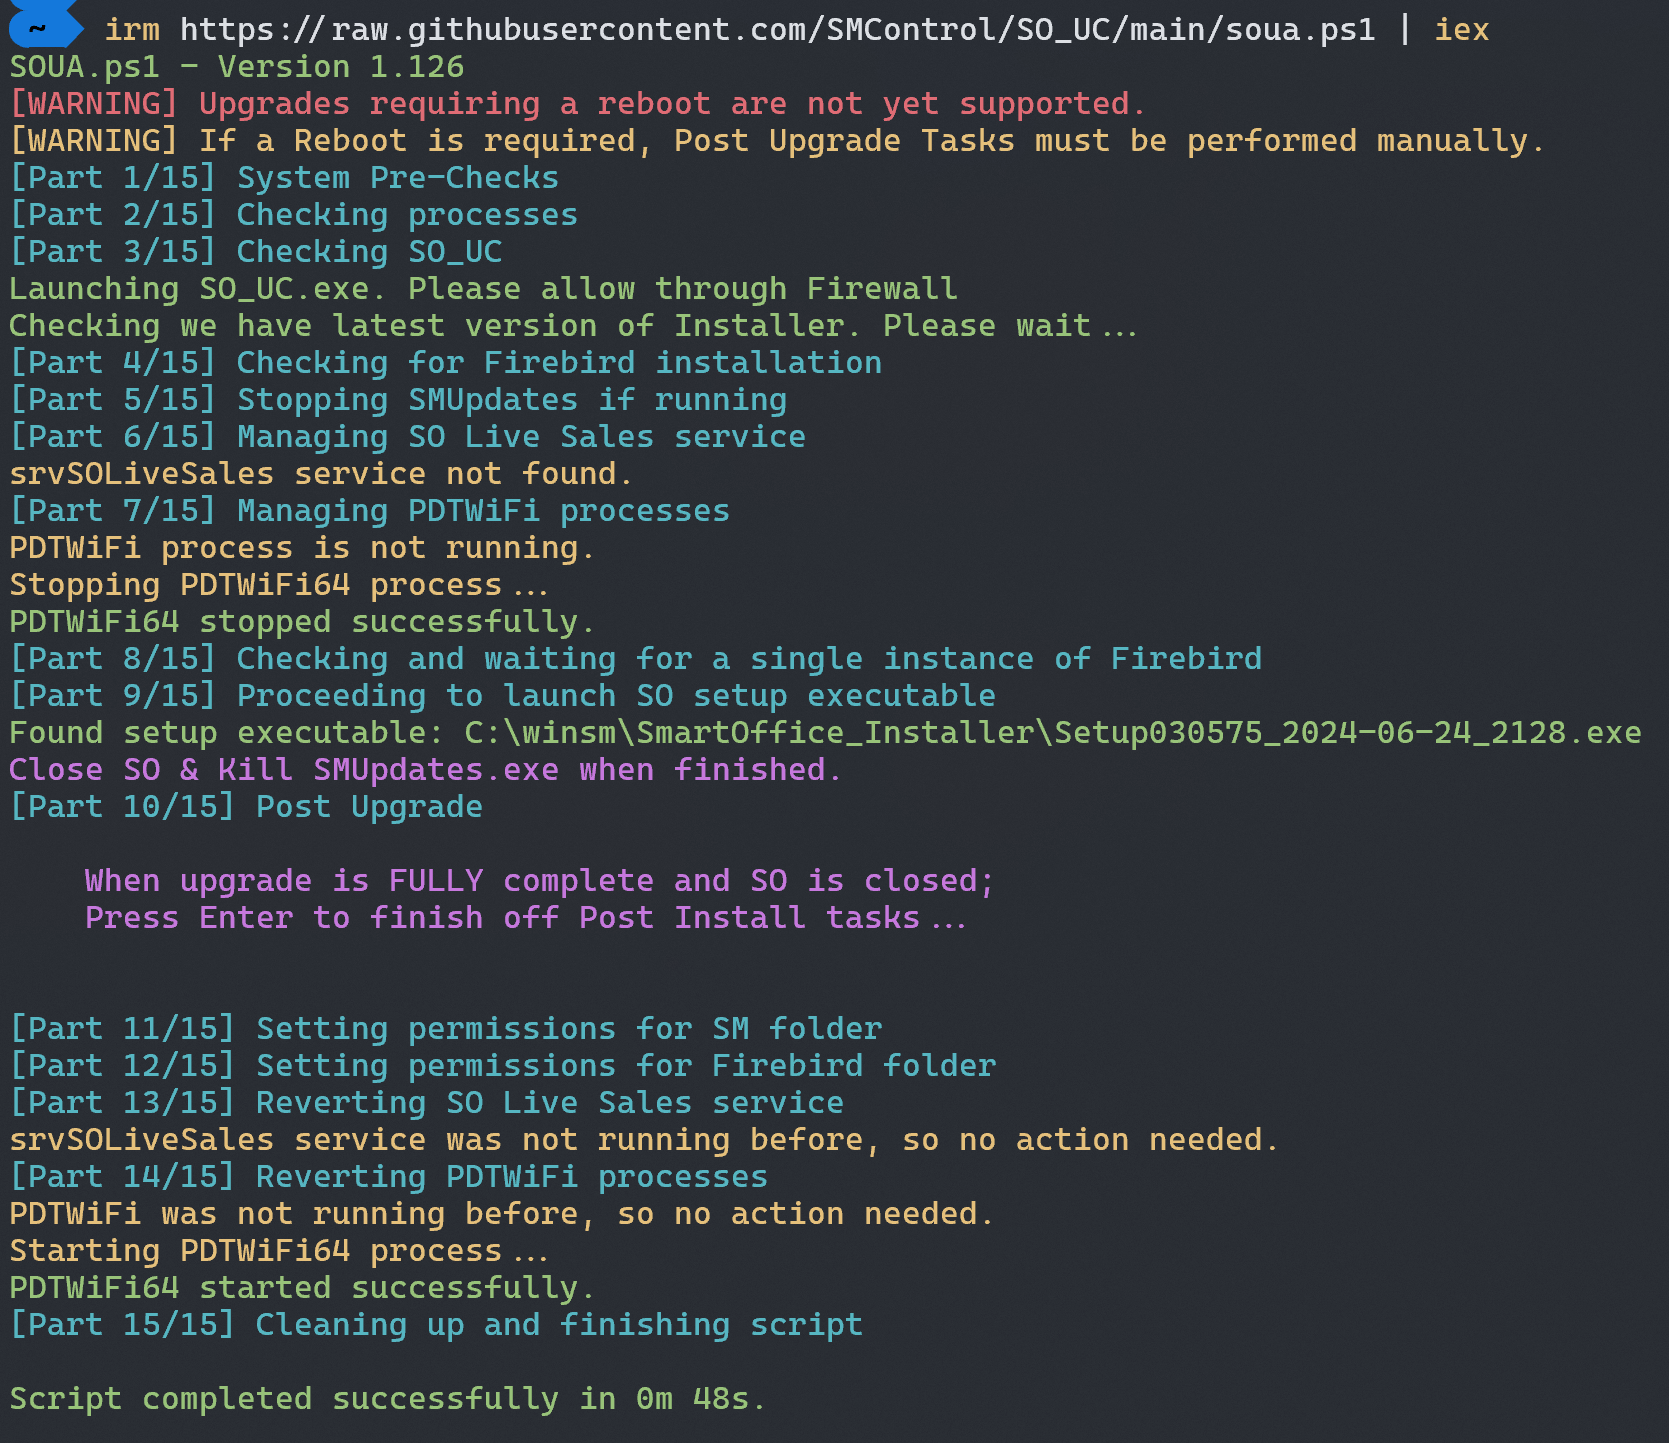 ~ irm https://raw.githubusercontent.com/SMControl/SO_UC/main/soua.ps1 | iex
SOUA.ps1 - Version 1.126
[WARNING] Upgrades requiring a reboot are not yet supported.
[WARNING] If a Reboot is required, Post Upgrade Tasks must be performed manually.
[Part 1/15] System Pre-Checks
[Part 2/15] Checking processes
[Part 3/15] Checking SO_UC
Launching SO_UC.exe. Please allow through Firewall
Checking we have latest version of Installer. Please wait...
[Part 4/15] Checking for Firebird installation
[Part 5/15] Stopping SMUpdates if running
[Part 6/15] Managing SO Live Sales service
srvSOLiveSales service not found.
[Part 7/15] Managing PDTWiFi processes
PDTWiFi process is not running.
Stopping PDTWiFi64 process...
PDTWiFi64 stopped successfully.
[Part 8/15] Checking and waiting for a single instance of Firebird
[Part 9/15] Proceeding to launch SO setup executable
Found setup executable: C:\winsm\SmartOffice_Installer\Setup030575_2024-06-24_2128.exe
Close SO & Kill SMUpdates.exe when finished.
[Part 10/15] Post Upgrade
When upgrade is FULLY complete and SO is closed;
Press Enter to finish off Post Install tasks...
[Part 11/15] Setting permissions for SM folder
[Part 12/15] Setting permissions for Firebird folder
[Part 13/15] Reverting SO Live Sales service
srvSOLiveSales service was not running before, so no action needed.
[Part 14/15] Reverting PDTWiFi processes
PDTWiFi was not running before, so no action needed.
Starting PDTWiFi64 process...
PDTWiFi64 started successfully.
[Part 15/15] Cleaning up and finishing script
Script completed successfully in 0m 48s.